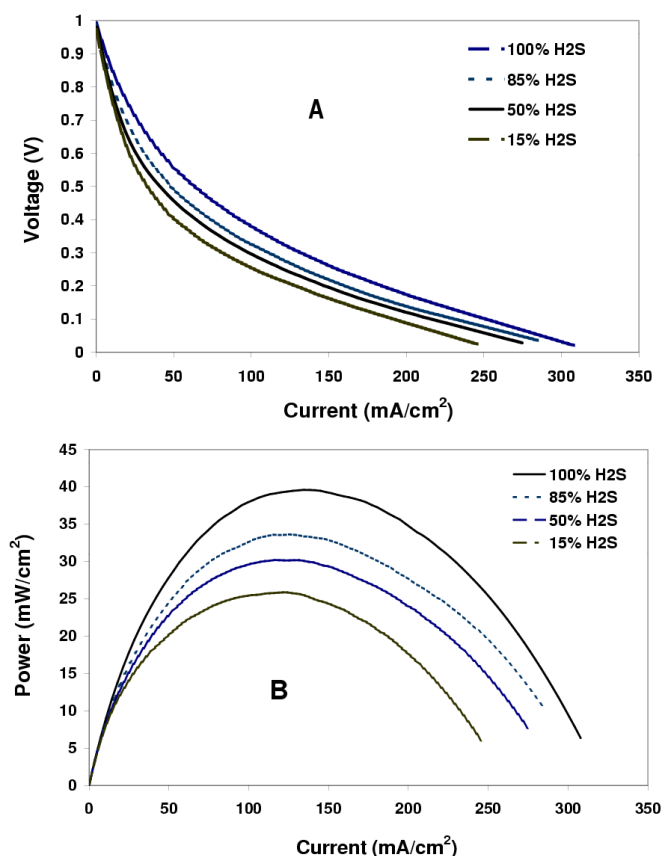 1
0.9
0.8
0.7
0.6
0.5
0.4
0.3
0.2
0.1
0
Voltage (V)
A
100% H2S
85% H2S
50% H2S
15% H2S
0 50 100 150 200 250 300 350
Current (mA/cm²)
45
40
35
30
25
20
15
10
5
0
Power (mW/cm²)
100% H2S
85% H2S
50% H2S
15% H2S
B
0 50 100 150 200 250 300 350
Current (mA/cm²)